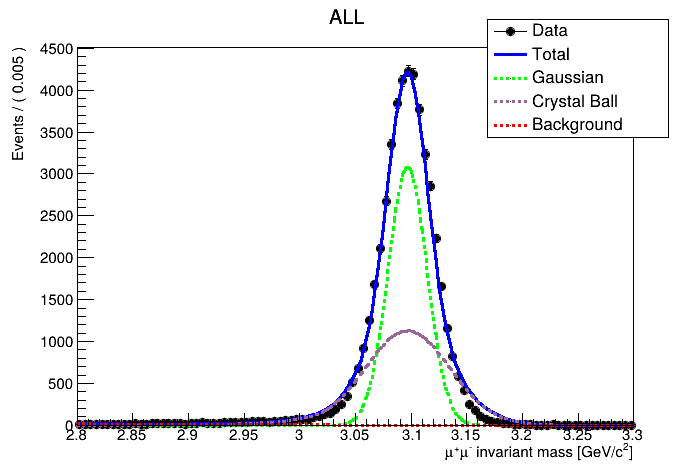 ALL
Data
Total
Gaussian
Crystal Ball
Background
Events / ( 0.005 )
4500
4000
3500
3000
2500
2000
1500
1000
500
0
2.8 2.85 2.9 2.95 3 3.05 3.1 3.15 3.2 3.25 3.3
μ⁺μ⁻ invariant mass [GeV/c²]